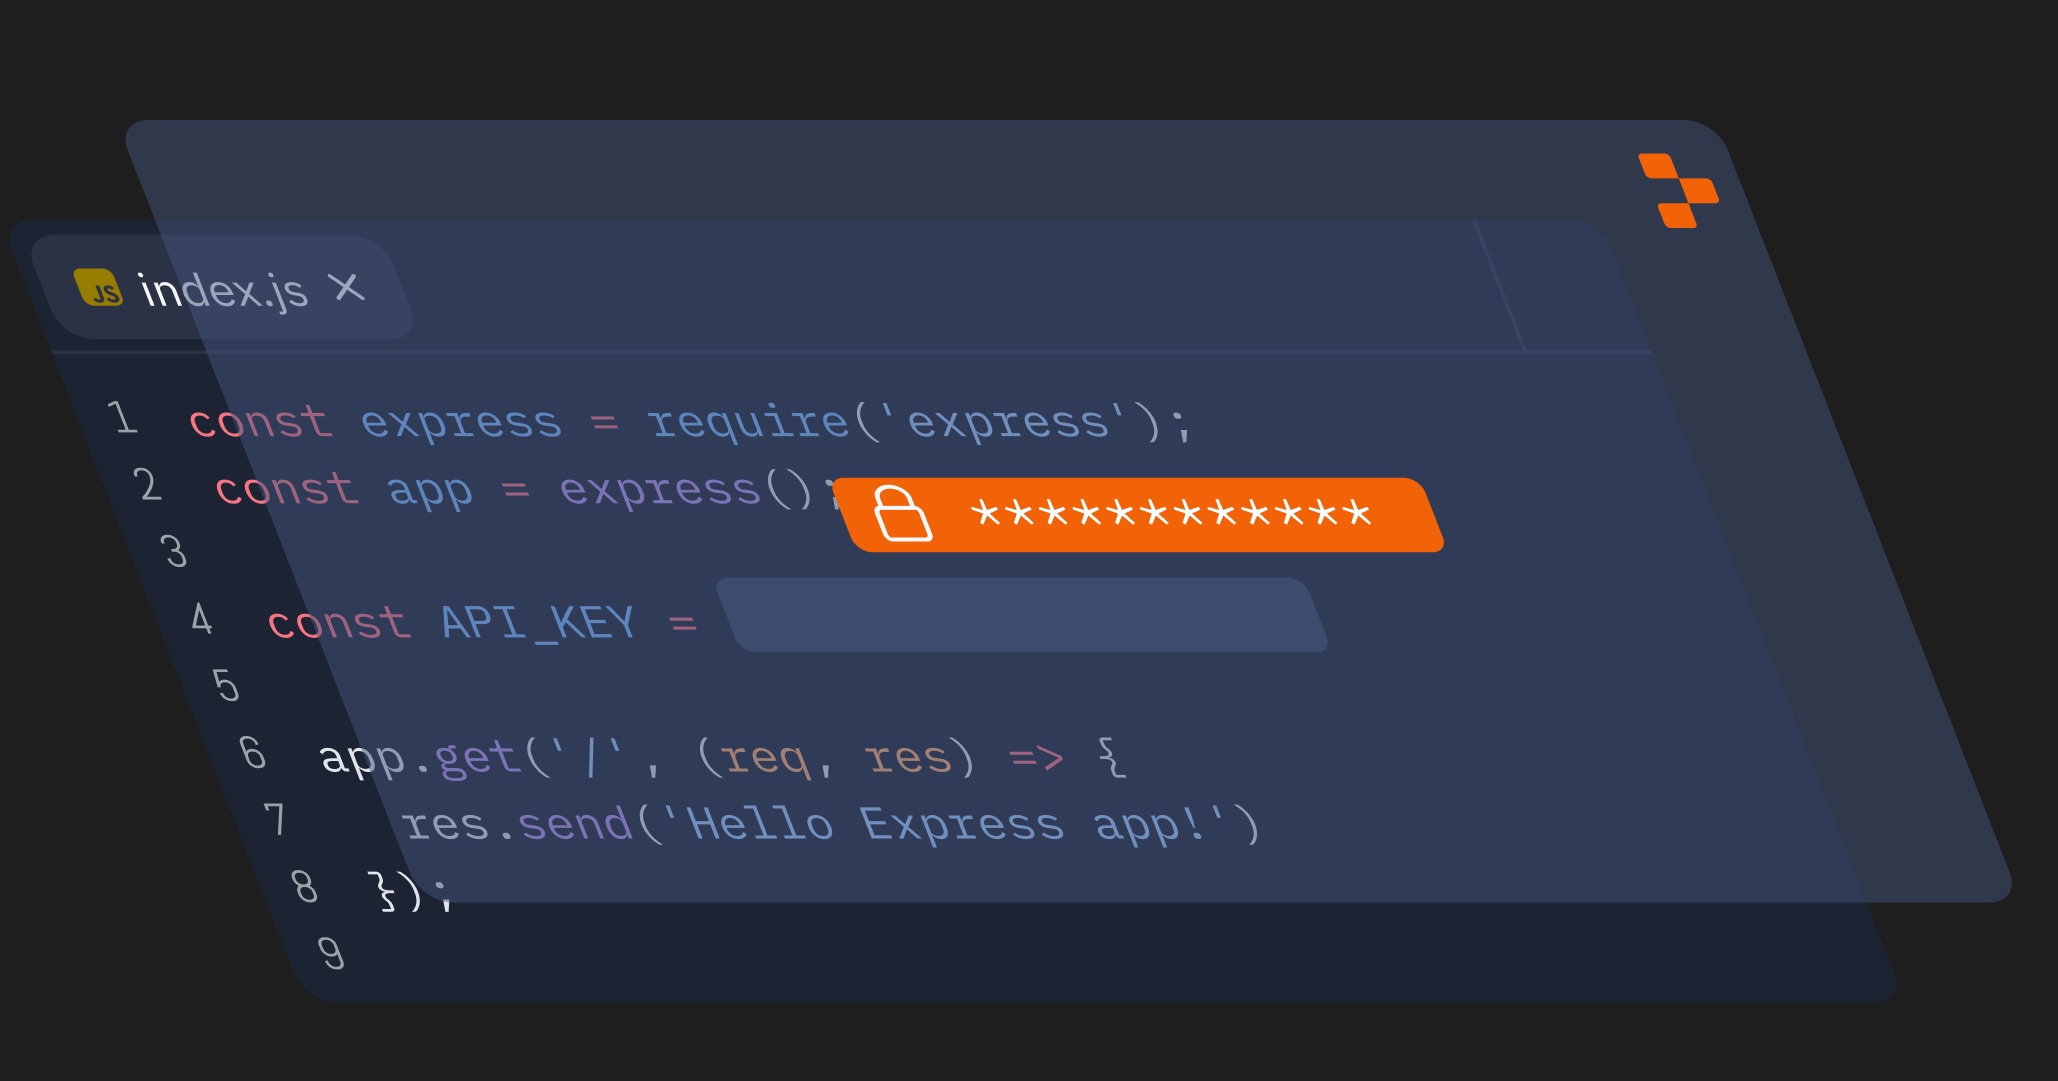 JS index.js
1 const express = require('express');
2 const app = express();
************
3
4 const API_KEY =
5
6 app.get('/', (req, res) => {
7 res.send('Hello Express app!')
8 });
9